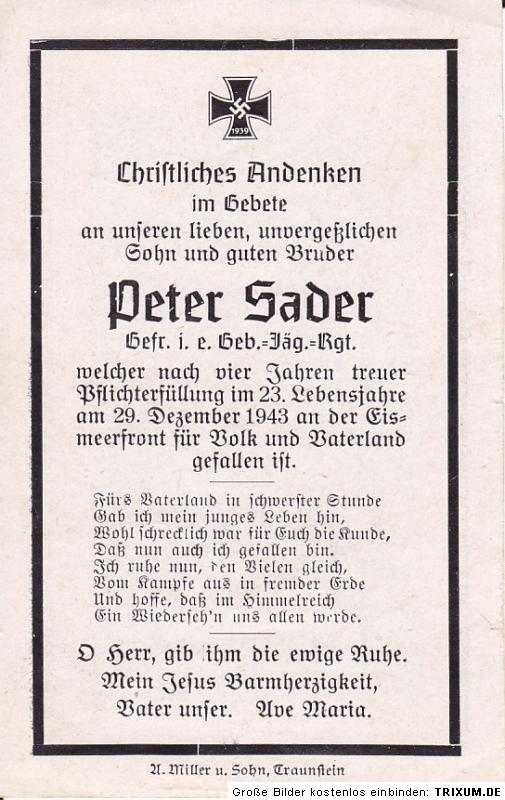 1939
Christliches Andenken
im Gebete
an unseren lieben, unvergeßlichen
Sohn und guten Bruder
Peter Sader
Gefr. i. e. Geb.=Jäg.=Rgt.
welcher nach vier Jahren treuer
Pflichterfüllung im 23. Lebensjahre
am 29. Dezember 1943 an der Eis=
meerfront für Volk und Vaterland
gefallen ist.
Fürs Vaterland in schwerster Stunde
Gab ich mein junges Leben hin,
Wohl schrecklich war für Euch die Kunde,
Daß nun auch ich gefallen bin.
Ich ruhe nun, den Vielen gleich,
Vom Kampfe aus in fremder Erde
Und hoffe, daß im Himmelreich
Ein Wiederseh'n uns allen werde.
O Herr, gib ihm die ewige Ruhe.
Mein Jesus Barmherzigkeit,
Vater unser. Ave Maria.
A. Miller u. Sohn, Traunstein
Große Bilder kostenlos einbinden: TRIXUM.DE